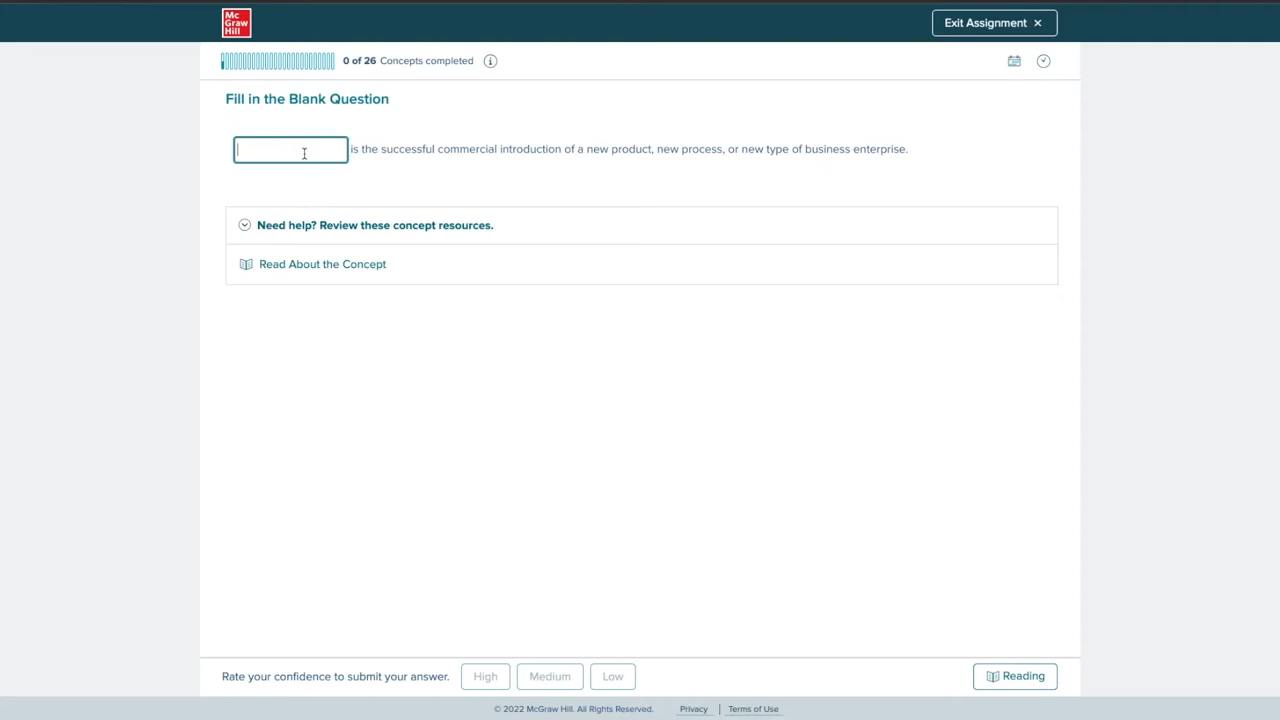 Mc
Graw
Hill
Exit Assignment ×
0 of 26 Concepts completed
Fill in the Blank Question
is the successful commercial introduction of a new product, new process, or new type of business enterprise.
Need help? Review these concept resources.
Read About the Concept
Rate your confidence to submit your answer. High Medium Low Reading
© 2022 McGraw Hill. All Rights Reserved. Privacy | Terms of Use